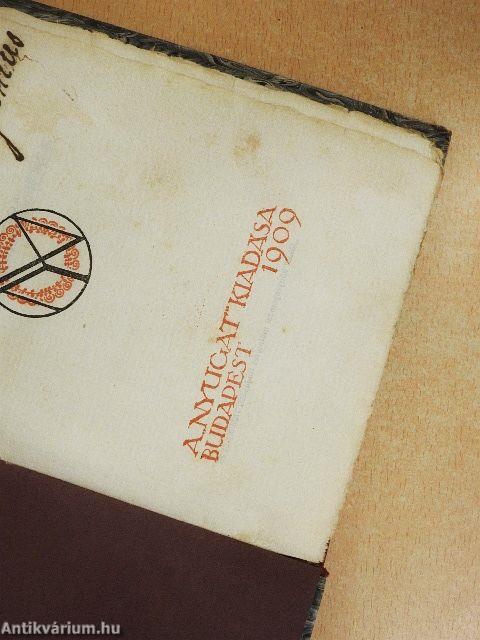 A „NYUGAT” KIADÁSA
BUDAPEST 1909
Antikvárium.hu